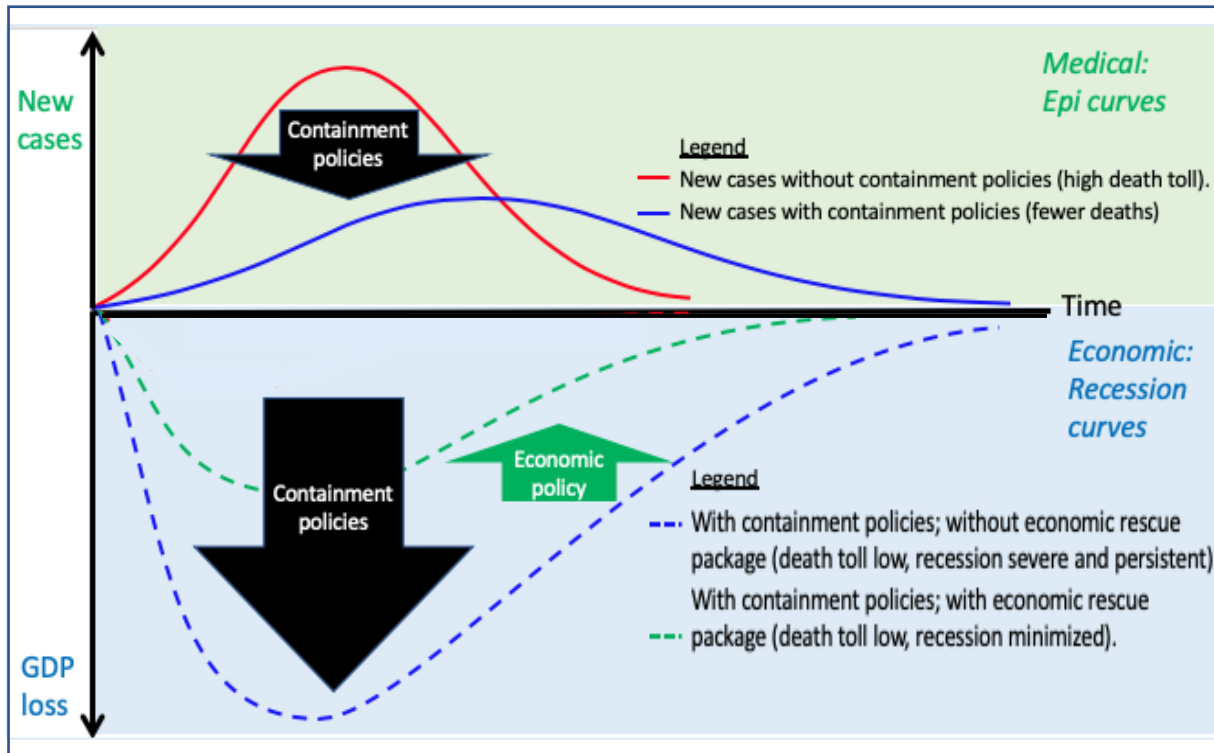 New
cases
Medical:
Epi curves
Containment
policies
Legend
New cases without containment policies (high death toll).
New cases with containment policies (fewer deaths)
Time
Economic:
Recession
curves
Containment
policies
Economic
policy
Legend
With containment policies; without economic rescue
package (death toll low, recession severe and persistent)
With containment policies; with economic rescue
package (death toll low, recession minimized).
GDP
loss